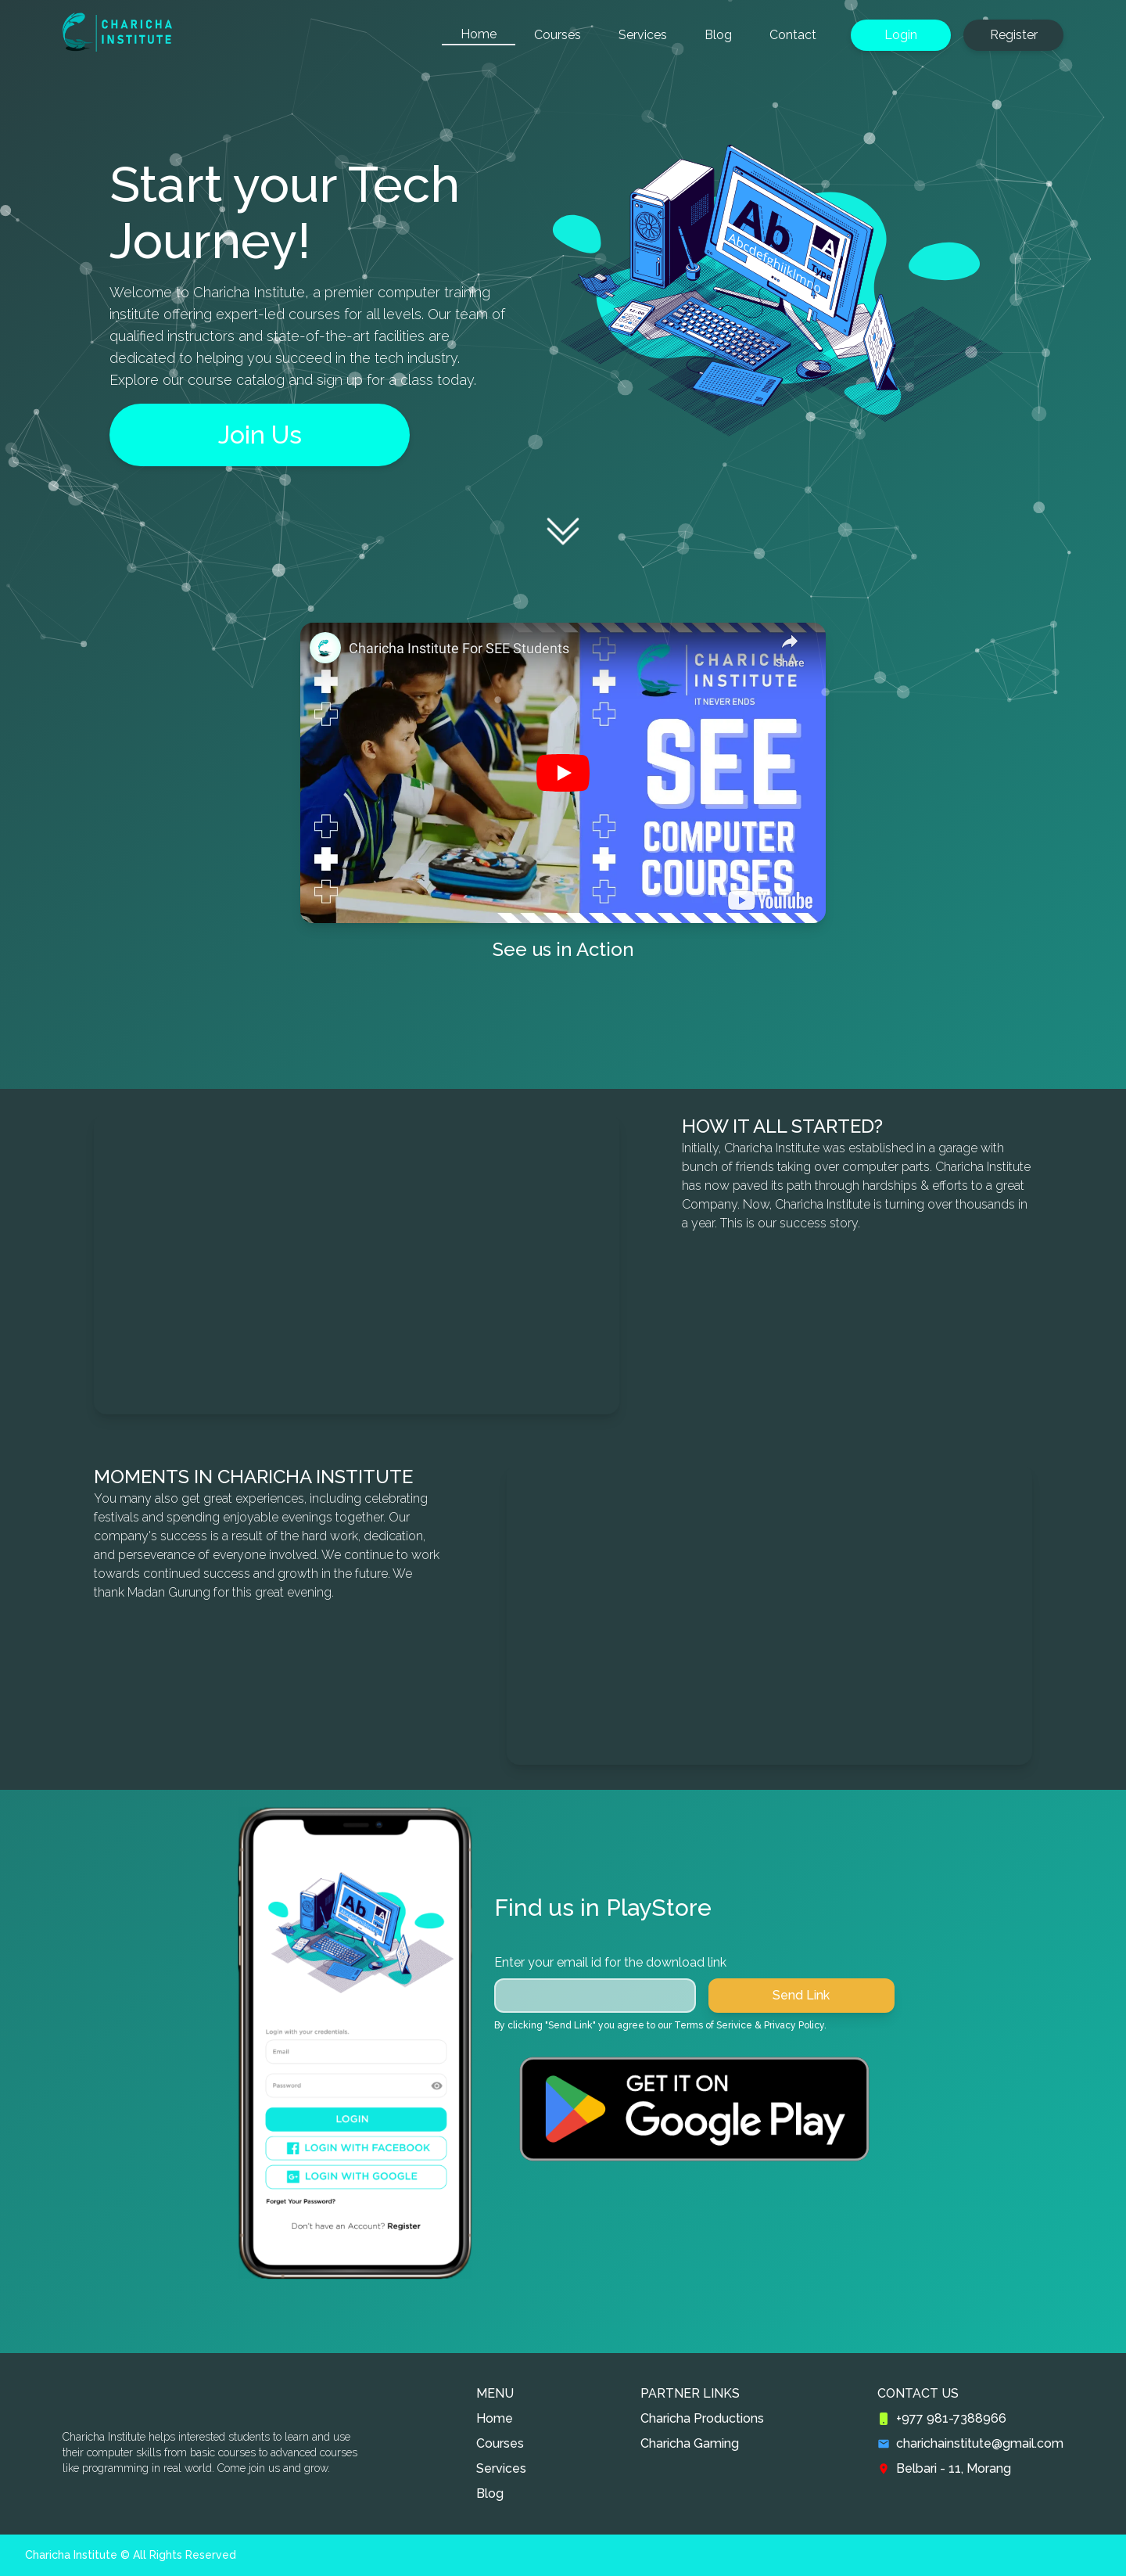 CHARICHA
INSTITUTE
Home
Courses
Services
Blog
Contact
Login
Register
Start your Tech
Journey!
Welcome to Charicha Institute, a premier computer training
institute offering expert-led courses for all levels. Our team of
qualified instructors and state-of-the-art facilities are
dedicated to helping you succeed in the tech industry.
Explore our course catalog and sign up for a class today.
Join Us
Ab
A
Abcdefghijklmno
Type
Charicha Institute For SEE Students
Share
CHARICHA
INSTITUTE
IT NEVER ENDS
SEE
COMPUTER
COURSES
YouTube
See us in Action
HOW IT ALL STARTED?
Initially, Charicha Institute was established in a garage with
bunch of friends taking over computer parts. Charicha Institute
has now paved its path through hardships & efforts to a great
Company. Now, Charicha Institute is turning over thousands in
a year. This is our success story.
MOMENTS IN CHARICHA INSTITUTE
You many also get great experiences, including celebrating
festivals and spending enjoyable evenings together. Our
company's success is a result of the hard work, dedication,
and perseverance of everyone involved. We continue to work
towards continued success and growth in the future. We
thank Madan Gurung for this great evening.
Ab
A
Login with your credentials.
Email
Password
LOGIN
LOGIN WITH FACEBOOK
G+ LOGIN WITH GOOGLE
Forget Your Password?
Don't have an Account? Register
Find us in PlayStore
Enter your email id for the download link
Send Link
By clicking "Send Link" you agree to our Terms of Serivice & Privacy Policy.
GET IT ON
Google Play
Charicha Institute helps interested students to learn and use
their computer skills from basic courses to advanced courses
like programming in real world. Come join us and grow.
MENU
Home
Courses
Services
Blog
PARTNER LINKS
Charicha Productions
Charicha Gaming
CONTACT US
+977 981-7388966
charichainstitute@gmail.com
Belbari - 11, Morang
Charicha Institute © All Rights Reserved